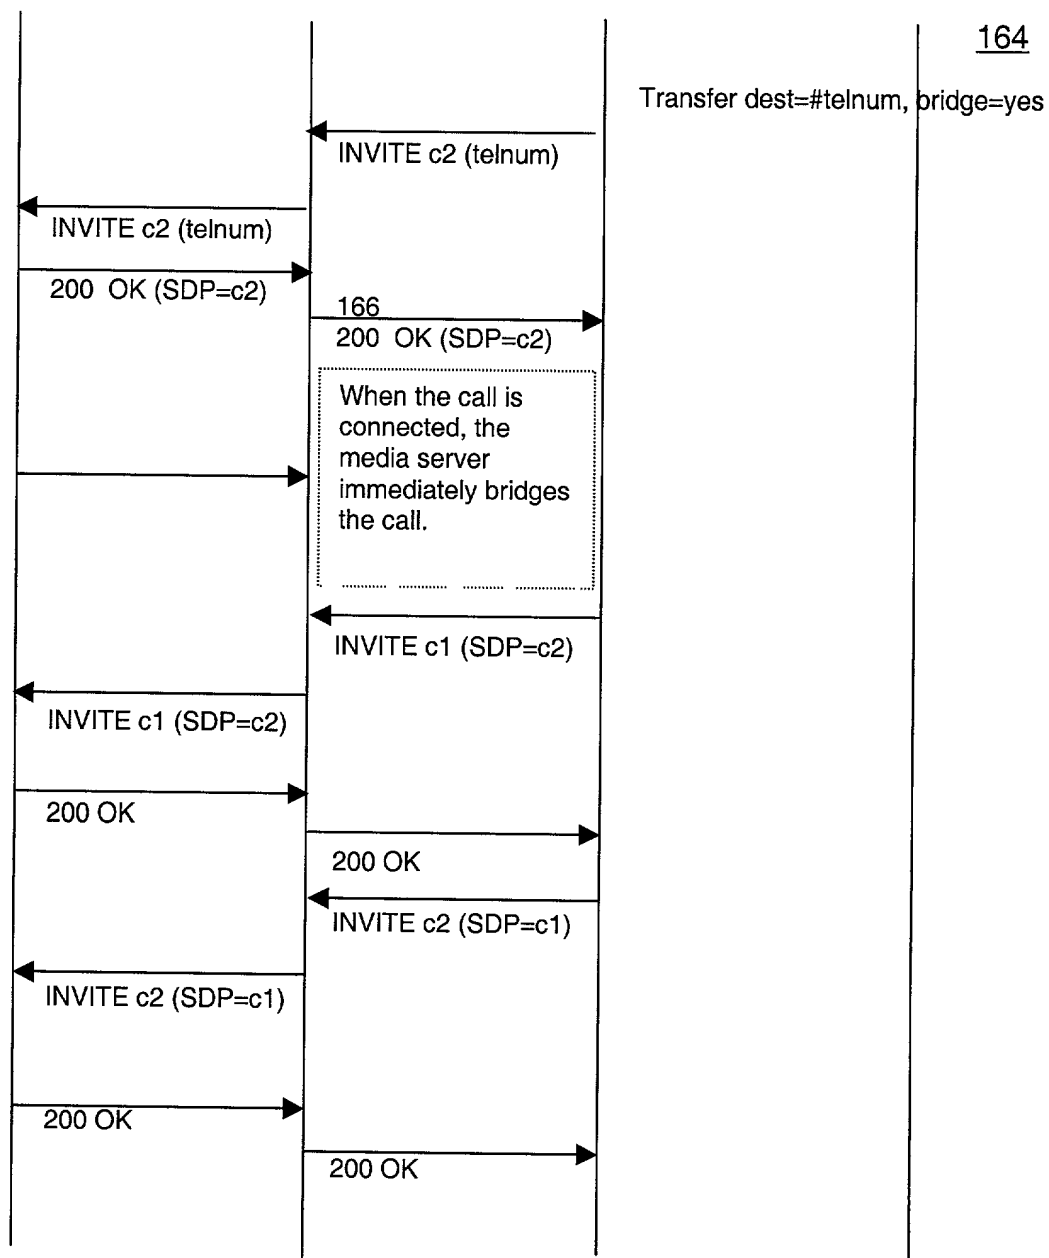 164
Transfer dest=#telnum, bridge=yes
INVITE c2 (telnum)
INVITE c2 (telnum)
200 OK (SDP=c2)
166
200 OK (SDP=c2)
When the call is
connected, the
media server
immediately bridges
the call.
INVITE c1 (SDP=c2)
INVITE c1 (SDP=c2)
200 OK
200 OK
INVITE c2 (SDP=c1)
INVITE c2 (SDP=c1)
200 OK
200 OK